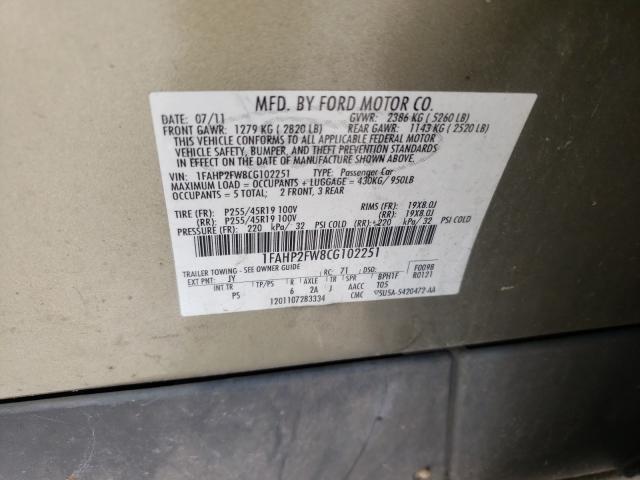 MFD. BY FORD MOTOR CO.
DATE: 07/11 GVWR: 2386 KG ( 5260 LB)
FRONT GAWR: 1279 KG ( 2820 LB) REAR GAWR: 1143 KG ( 2520 LB)
THIS VEHICLE CONFORMS TO ALL APPLICABLE FEDERAL MOTOR
VEHICLE SAFETY, BUMPER, AND THEFT PREVENTION STANDARDS
IN EFFECT ON THE DATE OF MANUFACTURE SHOWN ABOVE.
VIN: 1FAHP2FW8CG102251 TYPE: Passenger Car
MAXIMUM LOAD = OCCUPANTS + LUGGAGE = 430KG/ 950LB
OCCUPANTS = 5 TOTAL; 2 FRONT, 3 REAR
TIRE (FR): P255/45R19 100V RIMS (FR): 19X8.0J
(RR): P255/45R19 100V (RR): 19X8.0J
PRESSURE (FR): 220 kPa/ 32 PSI COLD (RR): 220 kPa/ 32 PSI COLD
1FAHP2FW8CG102251
TRAILER TOWING - SEE OWNER GUIDE
EXT PNT: JY RC: 71 DSO: F0098
R0121
INT TR TP/PS R AXLE TR SPR BPH1F
P5 6 2A J AACC T05
1201107283334 CMC 5U5A-5420472-AA